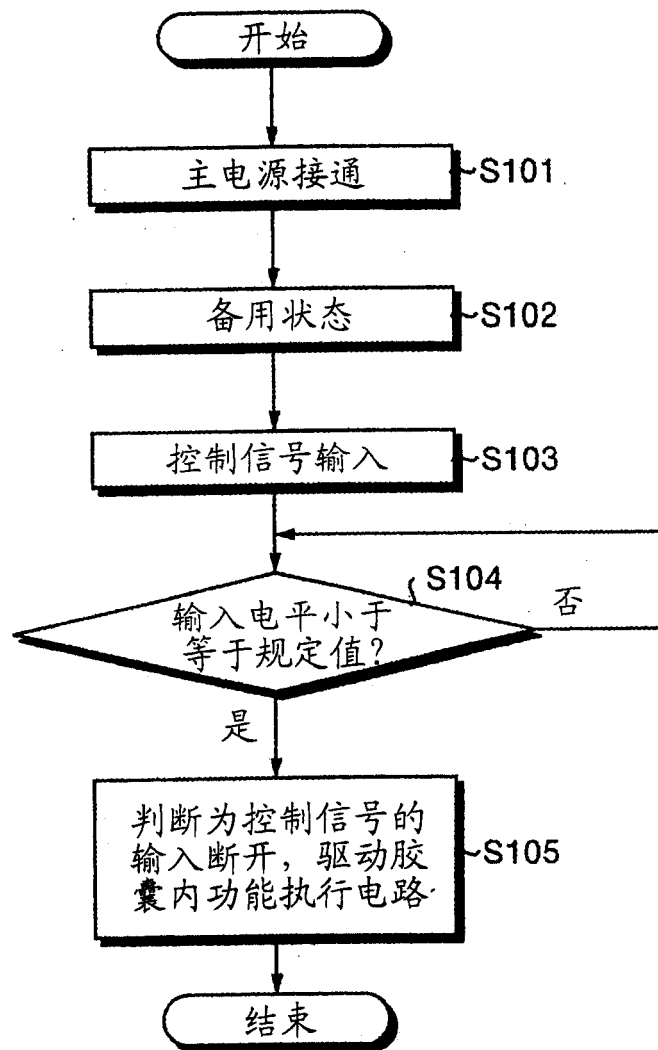 开始
主电源接通
S101
备用状态
S102
控制信号输入
S103
S104
输入电平小于
等于规定值?
否
是
判断为控制信号的
输入断开,驱动胶
囊内功能执行电路
S105
结束